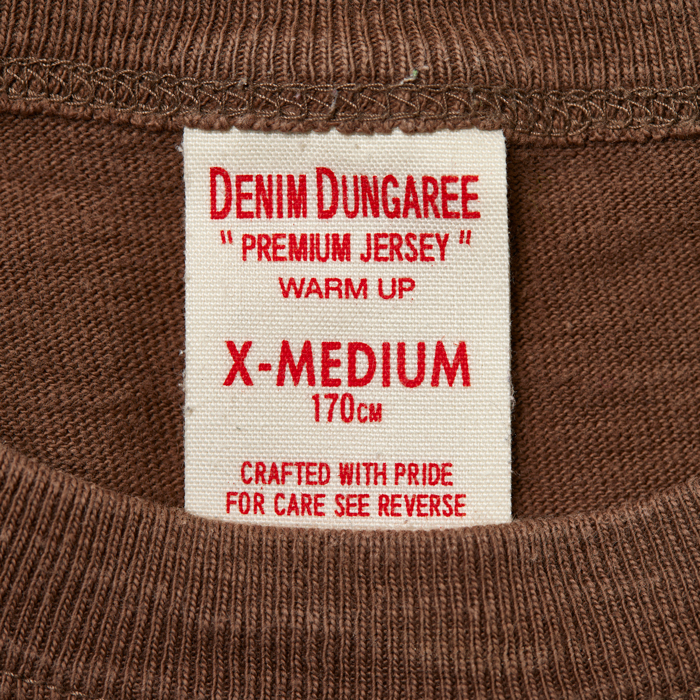 DENIM DUNGAREE
" PREMIUM JERSEY "
WARM UP
X-MEDIUM
170CM
CRAFTED WITH PRIDE
FOR CARE SEE REVERSE